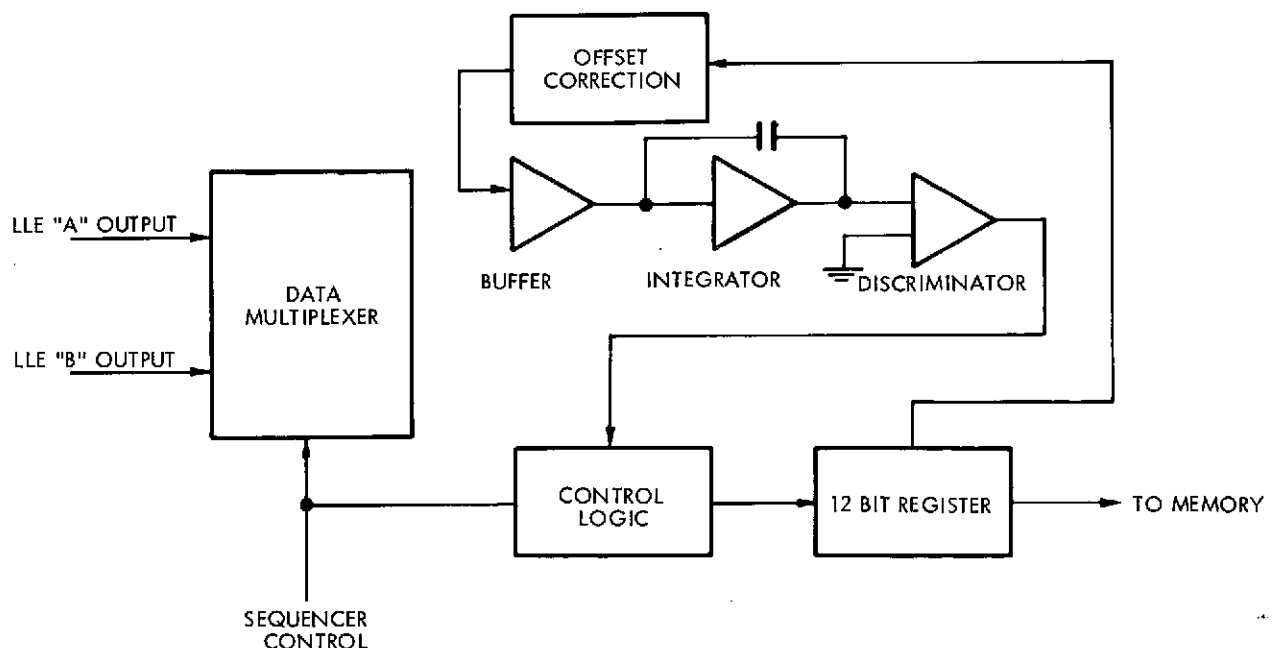 OFFSET
CORRECTION
LLE "A" OUTPUT
DATA
MULTIPLEXER
LLE "B" OUTPUT
BUFFER
INTEGRATOR
DISCRIMINATOR
CONTROL
LOGIC
12 BIT REGISTER
TO MEMORY
SEQUENCER
CONTROL